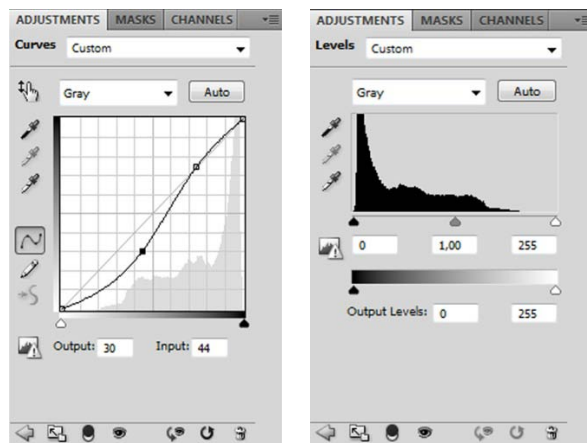 ADJUSTMENTS MASKS CHANNELS
Curves Custom
Gray Auto
Output: 30 Input: 44
ADJUSTMENTS MASKS CHANNELS
Levels Custom
Gray Auto
0 1,00 255
Output Levels: 0 255